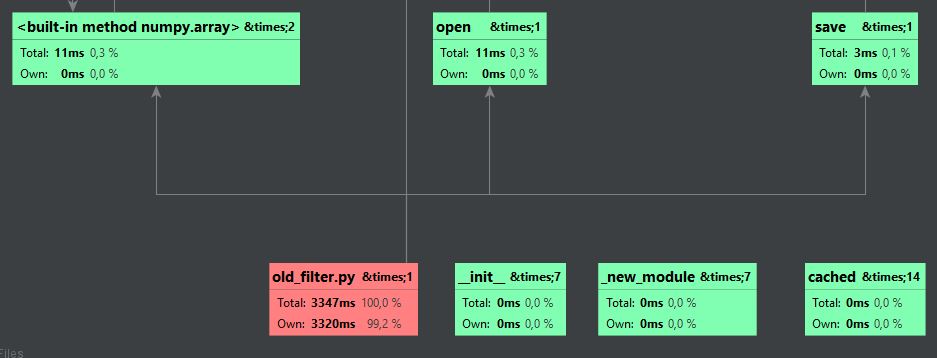 <built-in method numpy.array> &times;2
Total: 11ms 0,3 %
Own: 0ms 0,0 %
open &times;1
Total: 11ms 0,3 %
Own: 0ms 0,0 %
save &times;1
Total: 3ms 0,1 %
Own: 0ms 0,0 %
old_filter.py &times;1
Total: 3347ms 100,0 %
Own: 3320ms 99,2 %
__init__ &times;7
Total: 0ms 0,0 %
Own: 0ms 0,0 %
_new_module &times;7
Total: 0ms 0,0 %
Own: 0ms 0,0 %
cached &times;14
Total: 0ms 0,0 %
Own: 0ms 0,0 %
Files